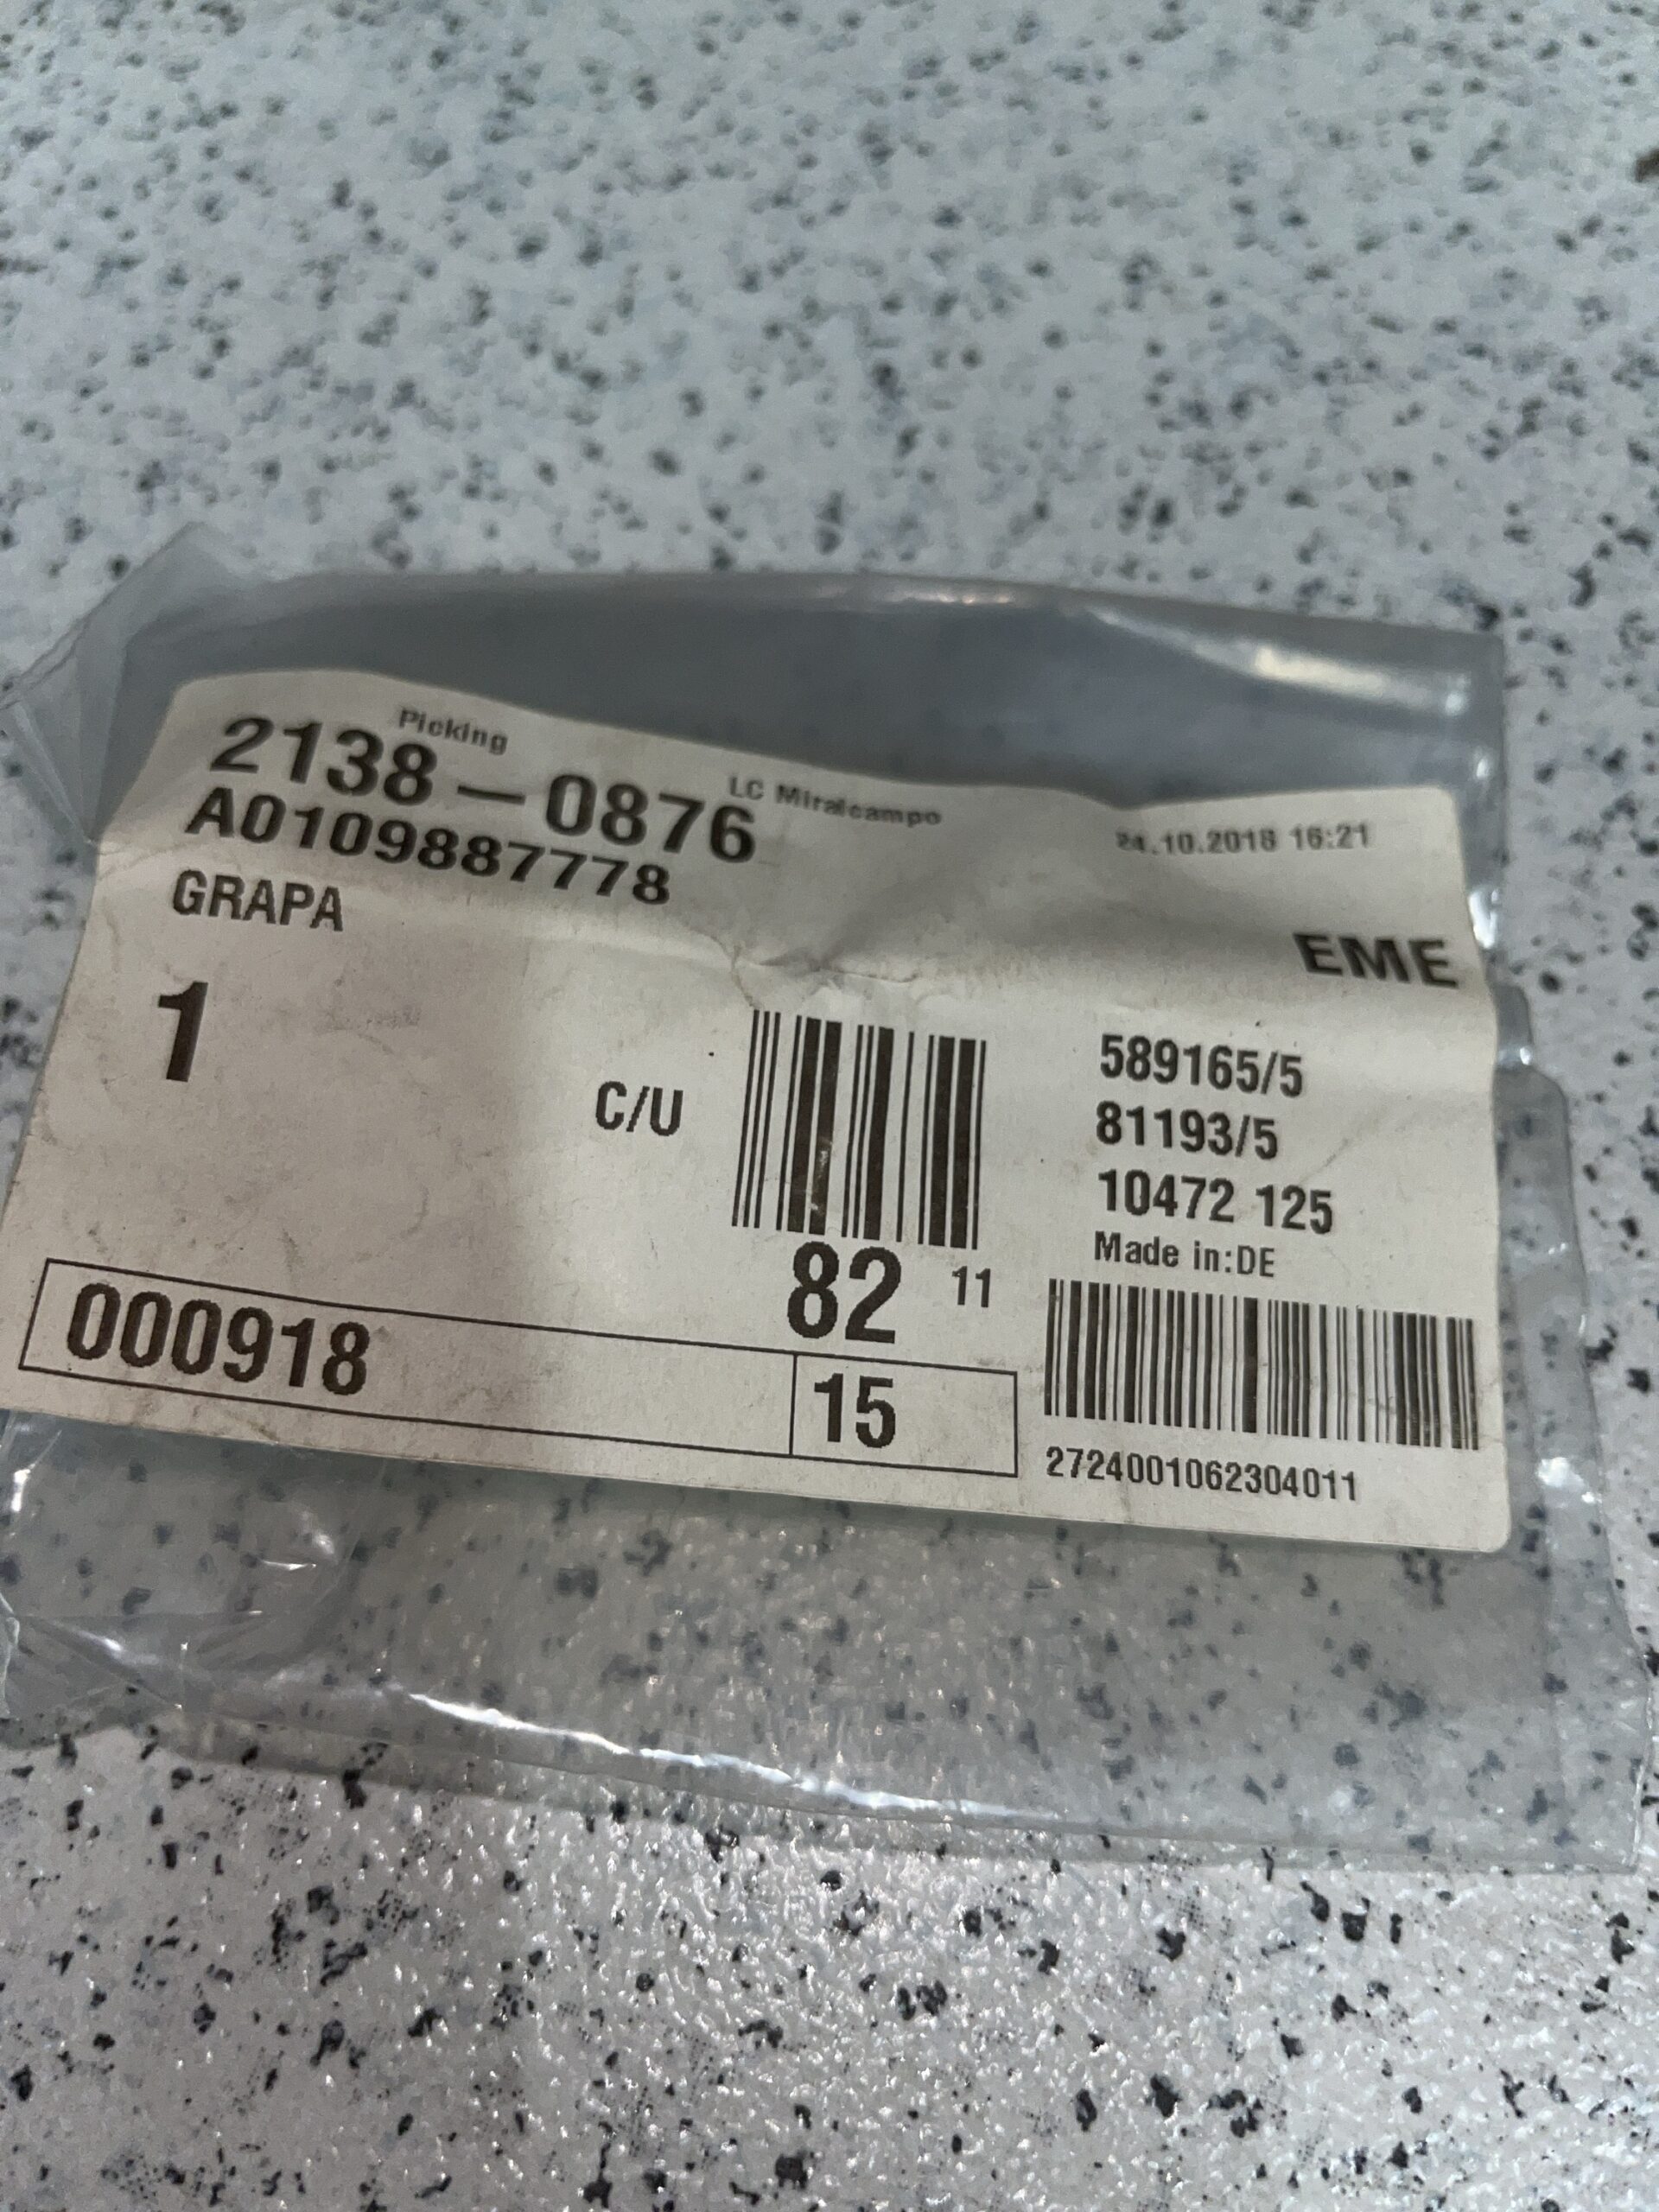 Picking
2138 – 0876
LC Miralcampo
24.10.2018 16:21
A0109887778
GRAPA
EME
1
C/U
589165/5
81193/5
10472 125
Made in:DE
82 11
000918
15
2724001062304011